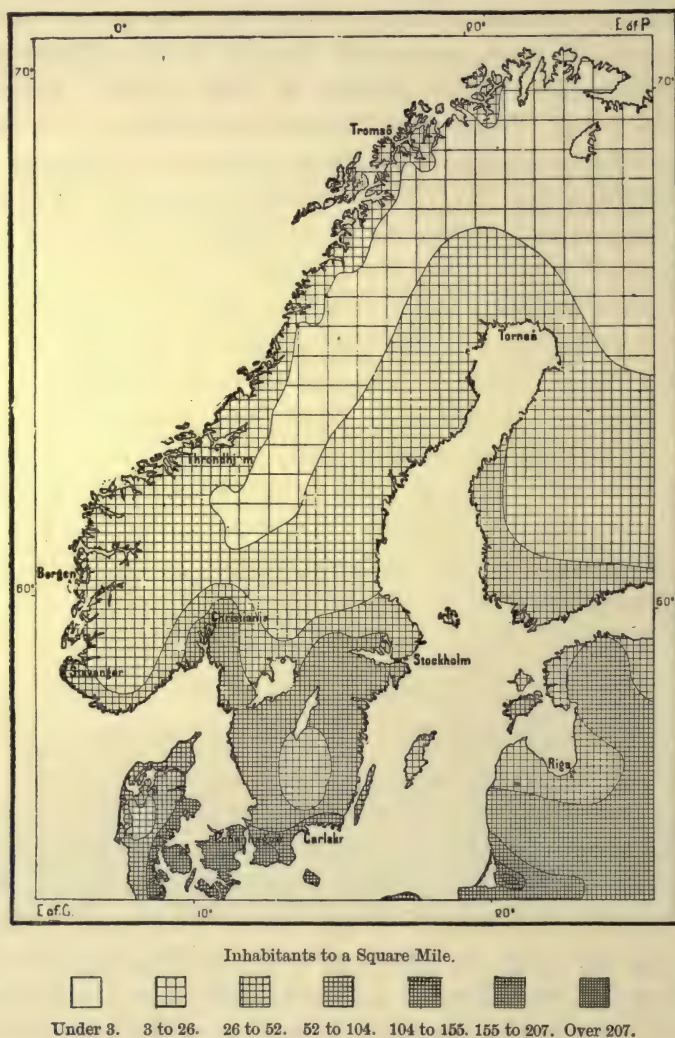 0° 20° E of P.
70° 70°
Tromsö
Torneå
Throndhj m
Bergen
60° 60°
Christiania
Stockholm
Stavanger
Riga
Carlskr
E of G. 10° 20°
Inhabitants to a Square Mile.
Under 3. 3 to 26. 26 to 52. 52 to 104. 104 to 155. 155 to 207. Over 207.